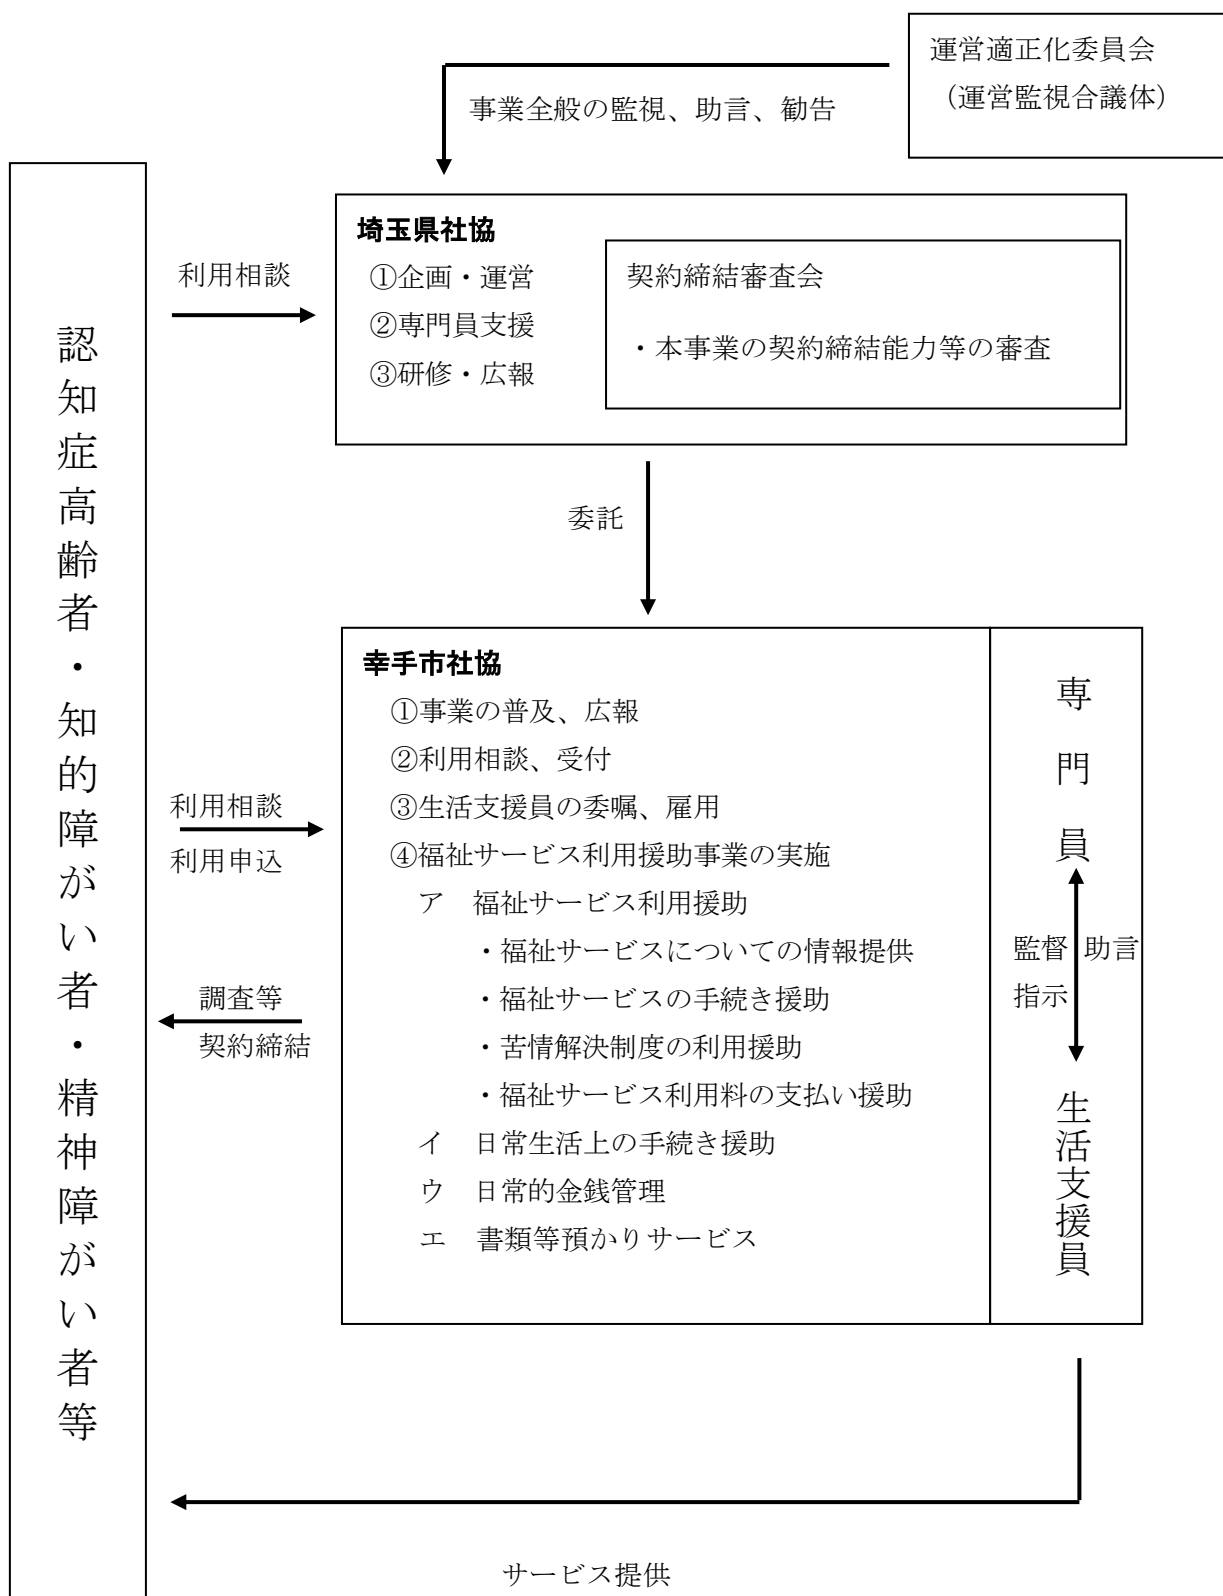 運営適正化委員会
（運営監視合議体）
事業全般の監視、助言、勧告
認知症高齢者・知的障がい者・精神障がい者等
利用相談
埼玉県社協
①企画・運営
②専門員支援
③研修・広報
契約締結審査会
・本事業の契約締結能力等の審査
委託
利用相談
利用申込
調査等
契約締結
幸手市社協
①事業の普及、広報
②利用相談、受付
③生活支援員の委嘱、雇用
④福祉サービス利用援助事業の実施
ア　福祉サービス利用援助
・福祉サービスについての情報提供
・福祉サービスの手続き援助
・苦情解決制度の利用援助
・福祉サービス利用料の支払い援助
イ　日常生活上の手続き援助
ウ　日常的金銭管理
エ　書類等預かりサービス
専門員
監督 助言
指示
生活支援員
サービス提供